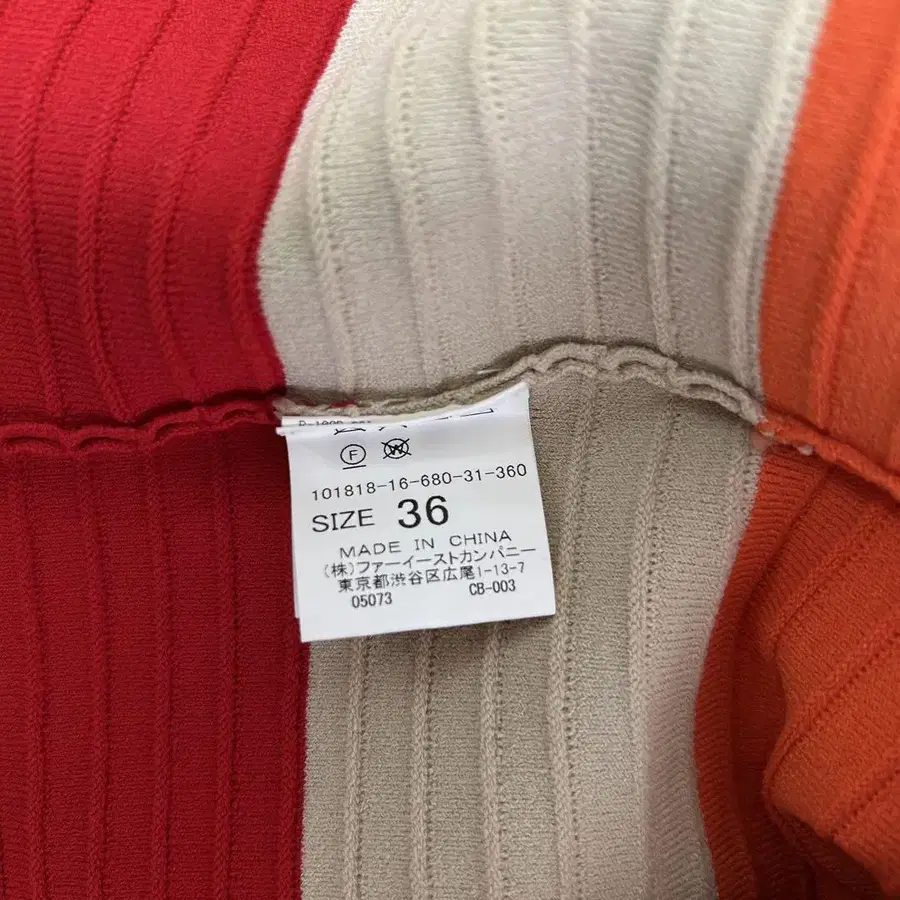 F W
101818-16-680-31-360
SIZE 36
MADE IN CHINA
(株)ファーイーストカンパニー
東京都渋谷区広尾1-13-7
05073 CB-003